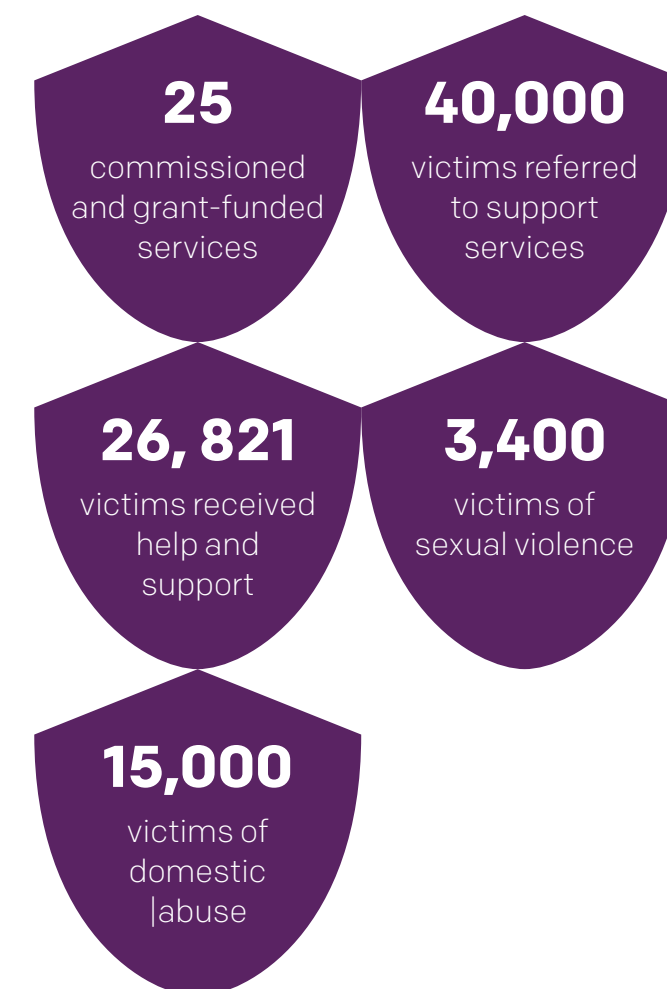 25
commissioned
and grant-funded
services
40,000
victims referred
to support
services
26, 821
victims received
help and
support
3,400
victims of
sexual violence
15,000
victims of
domestic
|abuse